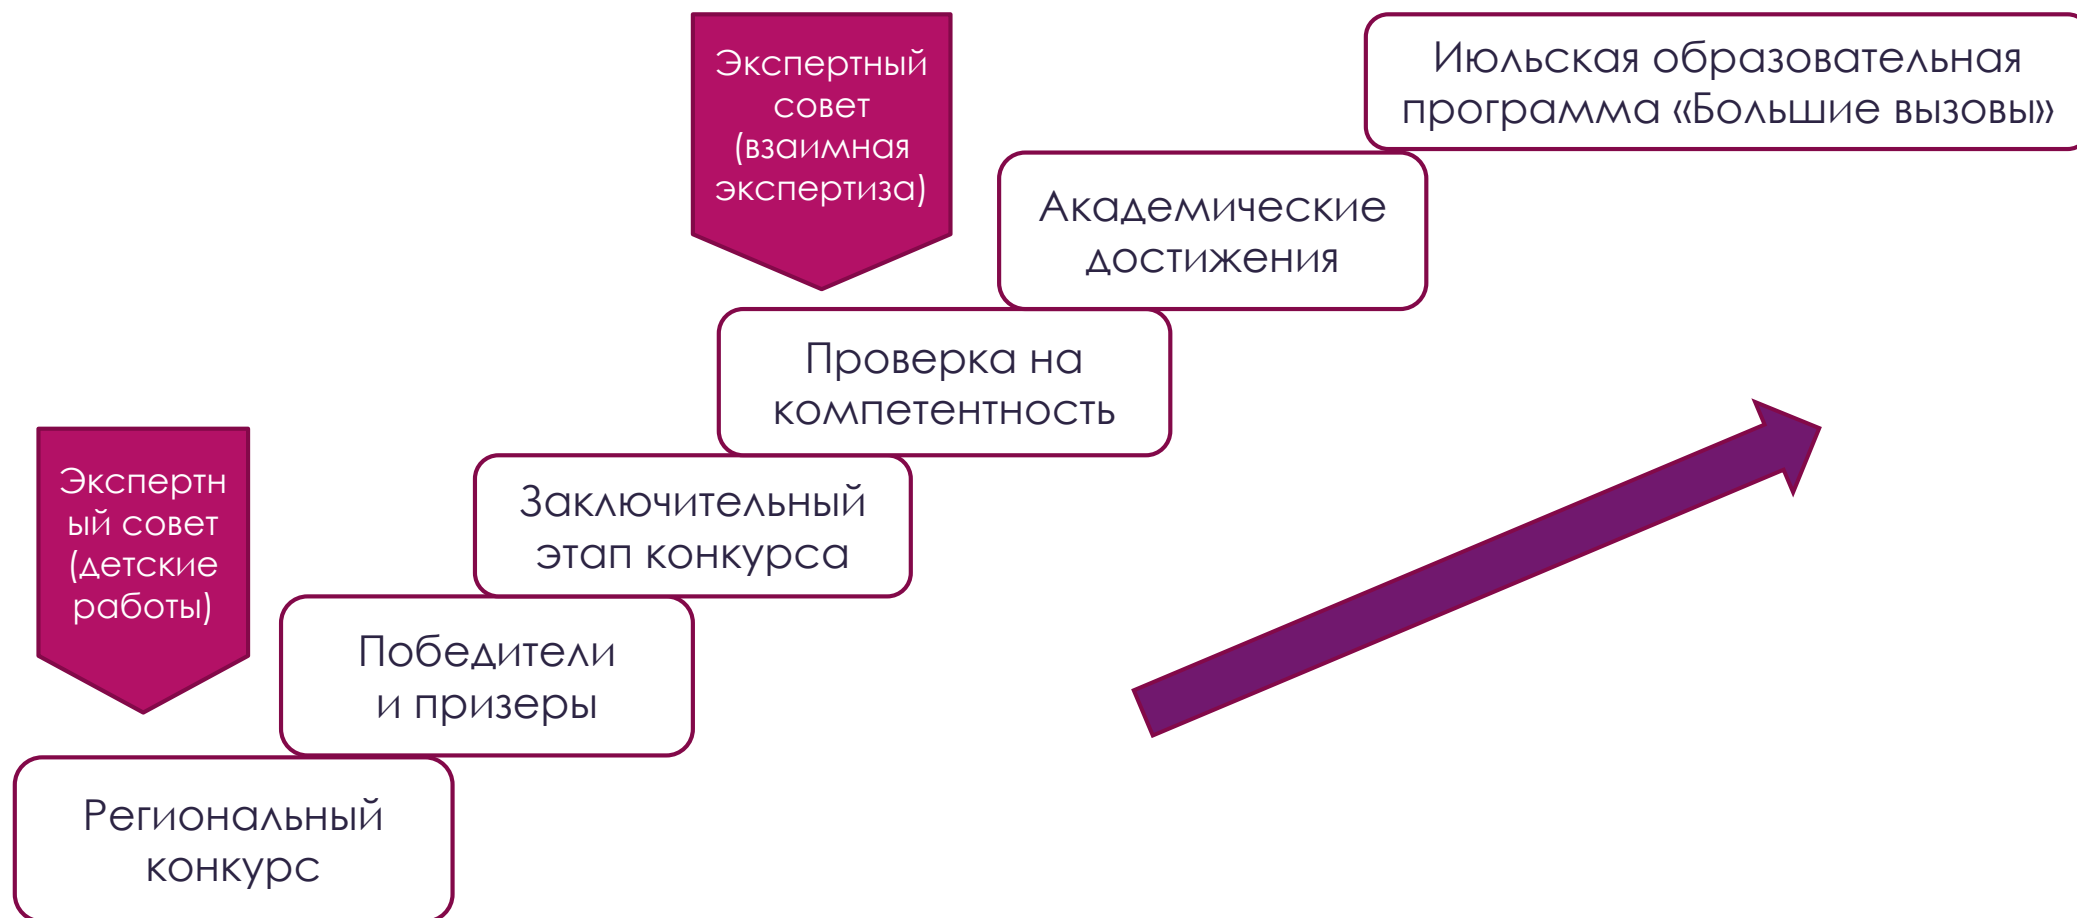 Экспертный
совет
(взаимная
экспертиза)
Июльская образовательная
программа «Большие вызовы»
Академические
достижения
Проверка на
компетентность
Экспертн
ый совет
(детские
работы)
Заключительный
этап конкурса
Победители
и призеры
Региональный
конкурс